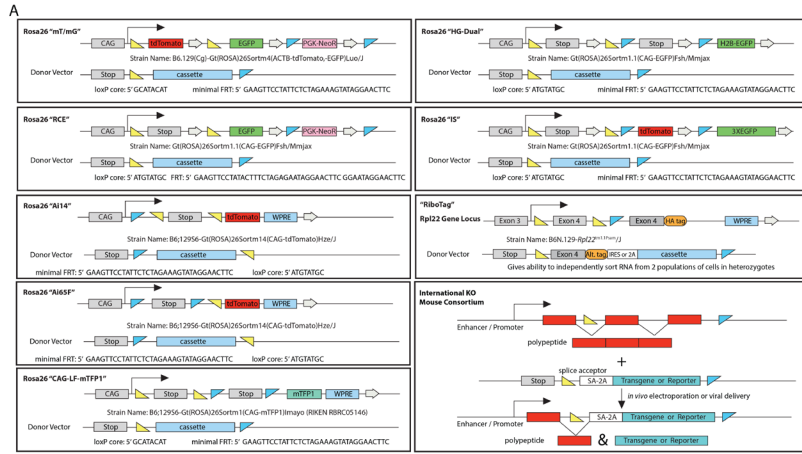 A
Rosa26 "mT/mG"
CAG tdTomato EGFP PGK-NeoR
Strain Name: B6.129(Cg)-Gt(ROSA)26Sortm4(ACTB-tdTomato,-EGFP)Luo/J
Donor Vector Stop cassette
loxP core: 5' GCATACAT minimal FRT: 5' GAAGTTCCTATTCTCTAGAAAGTATAGGAACTTC
Rosa26 "RCE"
CAG Stop EGFP PGK-NeoR
Strain Name: Gt(ROSA)26Sortm1.1(CAG-EGFP)Fsh/Mmjax
Donor Vector Stop cassette
loxP core: 5' ATGTATGC FRT: 5' GAAGTTCCTATACTTTCTAGAGAATAGGAACTTC GGAATAGGAACTTC
Rosa26 "Ai14"
CAG Stop tdTomato WPRE
Strain Name: B6;12956-Gt(ROSA)26Sortm14(CAG-tdTomato)Hze/J
Donor Vector Stop cassette
minimal FRT: 5' GAAGTTCCTATTCTCTAGAAAGTATAGGAACTTC loxP core: 5' ATGTATGC
Rosa26 "Ai65F"
CAG Stop Stop tdTomato WPRE
Strain Name: B6;12956-Gt(ROSA)26Sortm14(CAG-tdTomato)Hze/J
Donor Vector Stop cassette
minimal FRT: 5' GAAGTTCCTATTCTCTAGAAAGTATAGGAACTTC loxP core: 5' ATGTATGC
Rosa26 "CAG-LF-mTFP1"
CAG Stop Stop Stop mTFP1 WPRE
Strain Name: B6;12956-Gt(ROSA)26Sortm1(CAG-mTFP1)Imayo (RIKEN RBRC05146)
Donor Vector Stop cassette
loxP core: 5' GCATACAT minimal FRT: 5' GAAGTTCCTATTCTCTAGAAAGTATAGGAACTTC
Rosa26 "HG-Dual"
CAG Stop Stop H2B-EGFP
Strain Name: Gt(ROSA)26Sortm1.1(CAG-EGFP)Fsh/Mmjax
Donor Vector Stop cassette
loxP core: 5' ATGTATGC minimal FRT: 5' GAAGTTCCTATTCTCTAGAAAGTATAGGAACTTC
Rosa26 "IS"
CAG Stop tdTomato 3XEGFP
Strain Name: Gt(ROSA)26Sortm1.1(CAG-EGFP)Fsh/Mmjax
Donor Vector Stop cassette
loxP core: 5' ATGTATGC minimal FRT: 5' GAAGTTCCTATTCTCTAGAAAGTATAGGAACTTC
"RiboTag"
Rpl22 Gene Locus
Exon 3 Exon 4 Exon 4 HA tag WPRE
Strain Name: B6N.129-Rpl22 /J
Donor Vector Stop Exon 4 Alt. tag IRES or 2A cassette
Gives ability to independently sort RNA from 2 populations of cells in heterozygotes
International KO
Mouse Consortium
Enhancer / Promoter
polypeptide
+
splice acceptor
Stop SA-2A Transgene or Reporter
in vivo electroporation or viral delivery
SA-2A Transgene or Reporter
Enhancer / Promoter
polypeptide & Transgene or Reporter